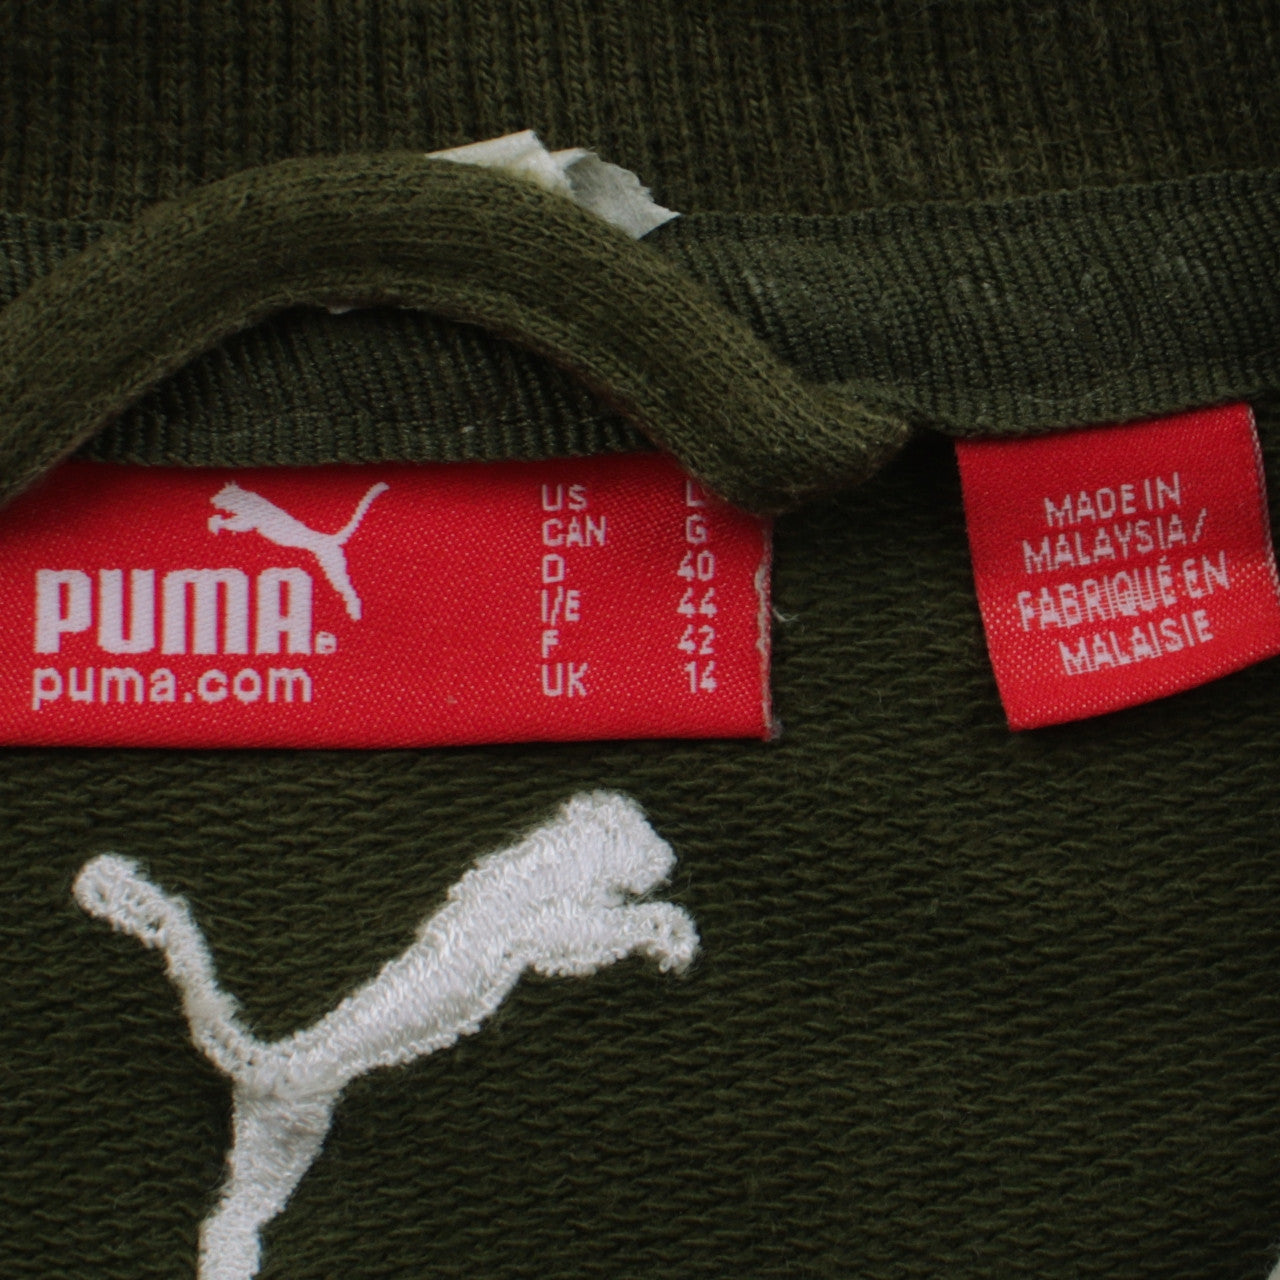 PUMA®
puma.com
US L
CAN G
D 40
I/E 44
F 42
UK 14
MADE IN
MALAYSIA/
FABRIQUÉ EN
MALAISIE